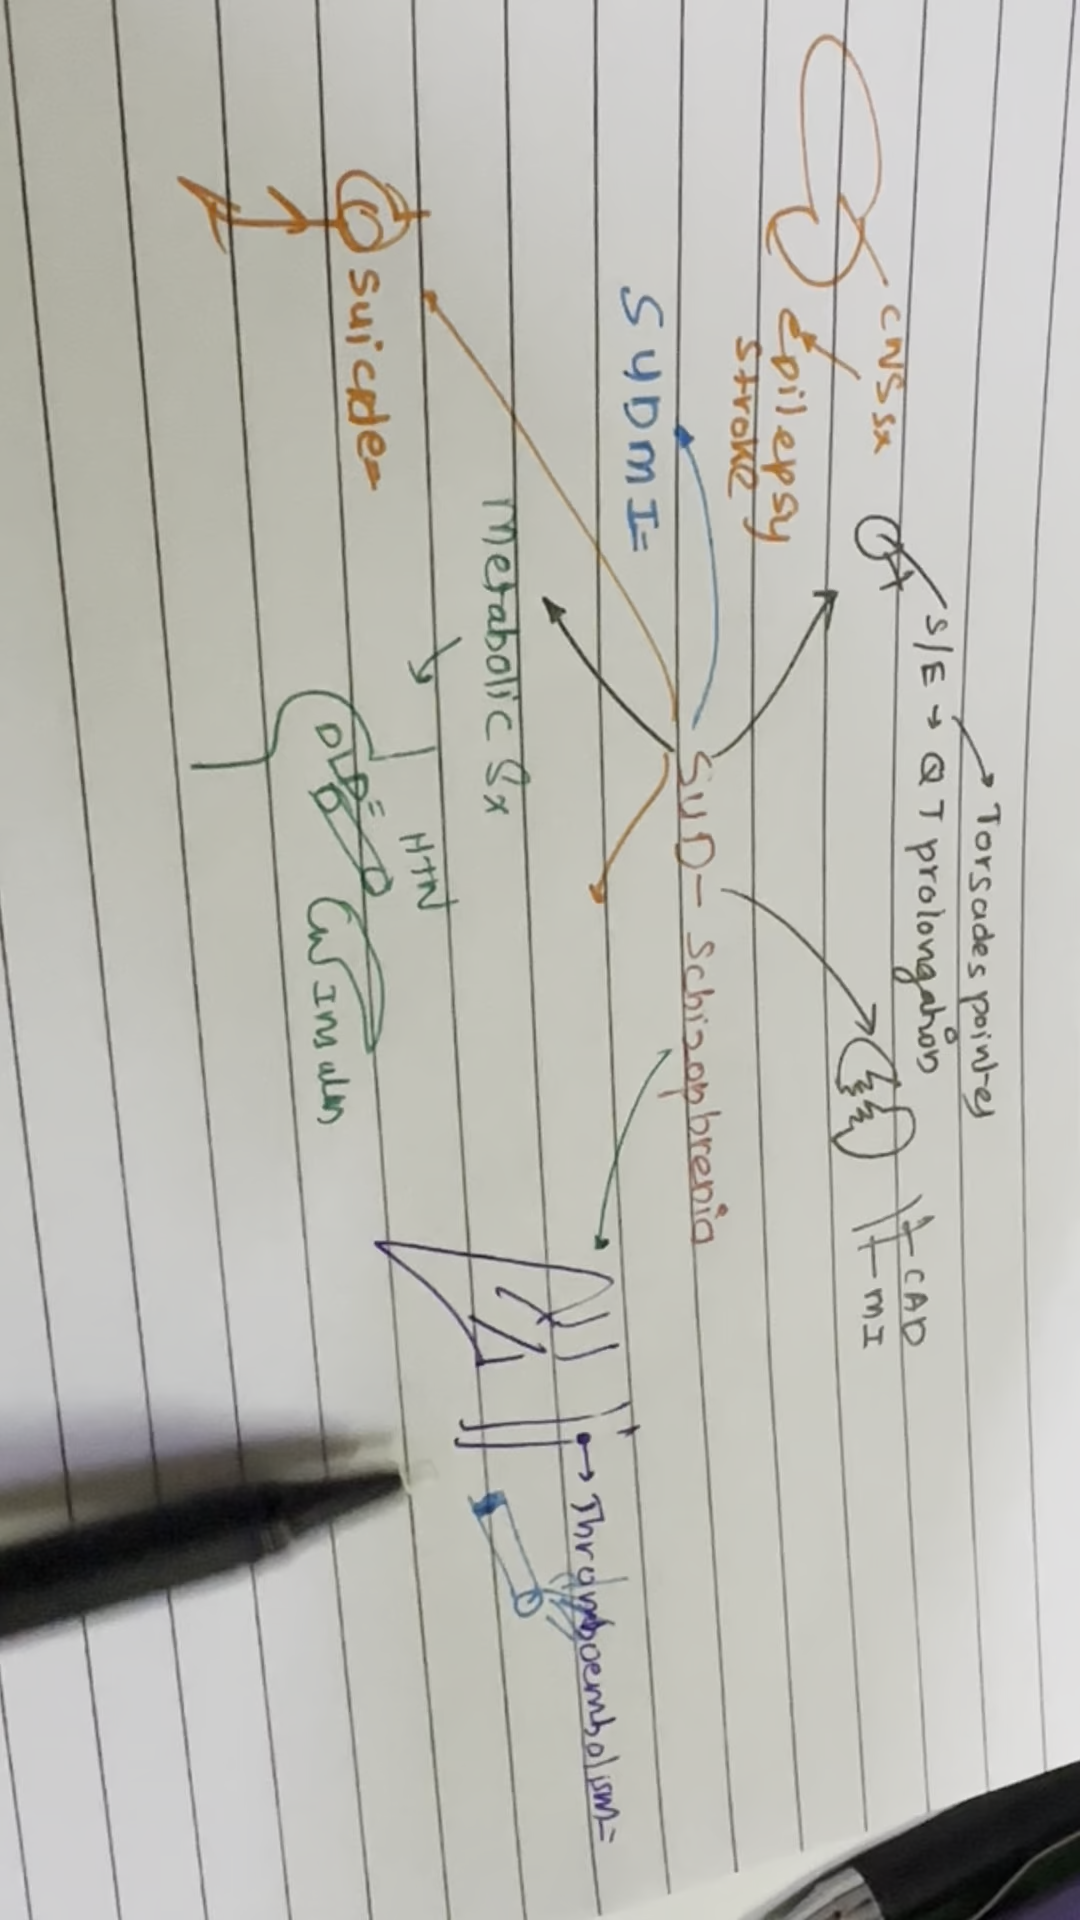 Torsades pointes
S/E → QT prolongation
CNS Sx
Epilepsy
Stroke
CAD
MI
SUDMI=
SUD- Schizophrenia
Metabolic Sx
Thromboembolism=
HTN
suicide=
DLP=
Insulin